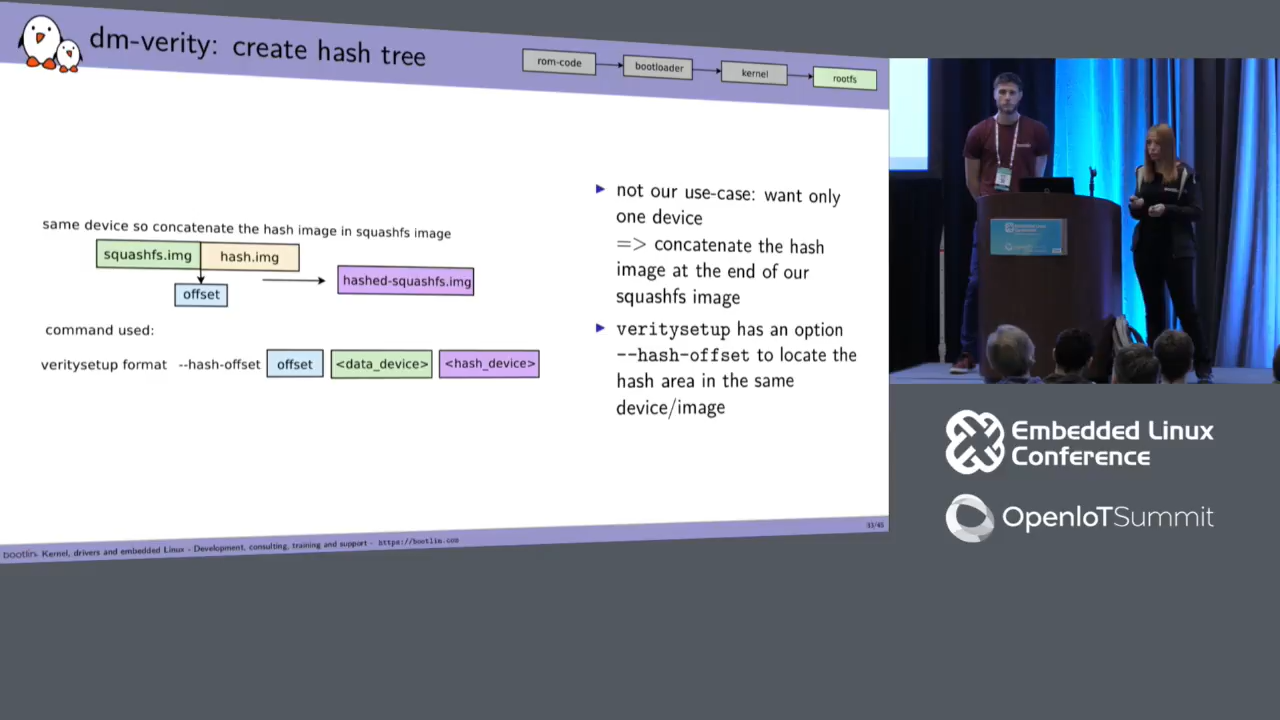 dm-verity: create hash tree
rom-code
bootloader
kernel
rootfs
same device so concatenate the hash image in squashfs image
squashfs.img
hash.img
offset
hashed-squashfs.img
command used:
veritysetup format --hash-offset offset <data_device> <hash_device>
▶ not our use-case: want only
one device
=> concatenate the hash
image at the end of our
squashfs image
▶ veritysetup has an option
--hash-offset to locate the
hash area in the same
device/image
bootlin - Kernel, drivers and embedded Linux - Development, consulting, training and support - https://bootlin.com
33/45
Embedded Linux
Conference
OpenIoTSummit